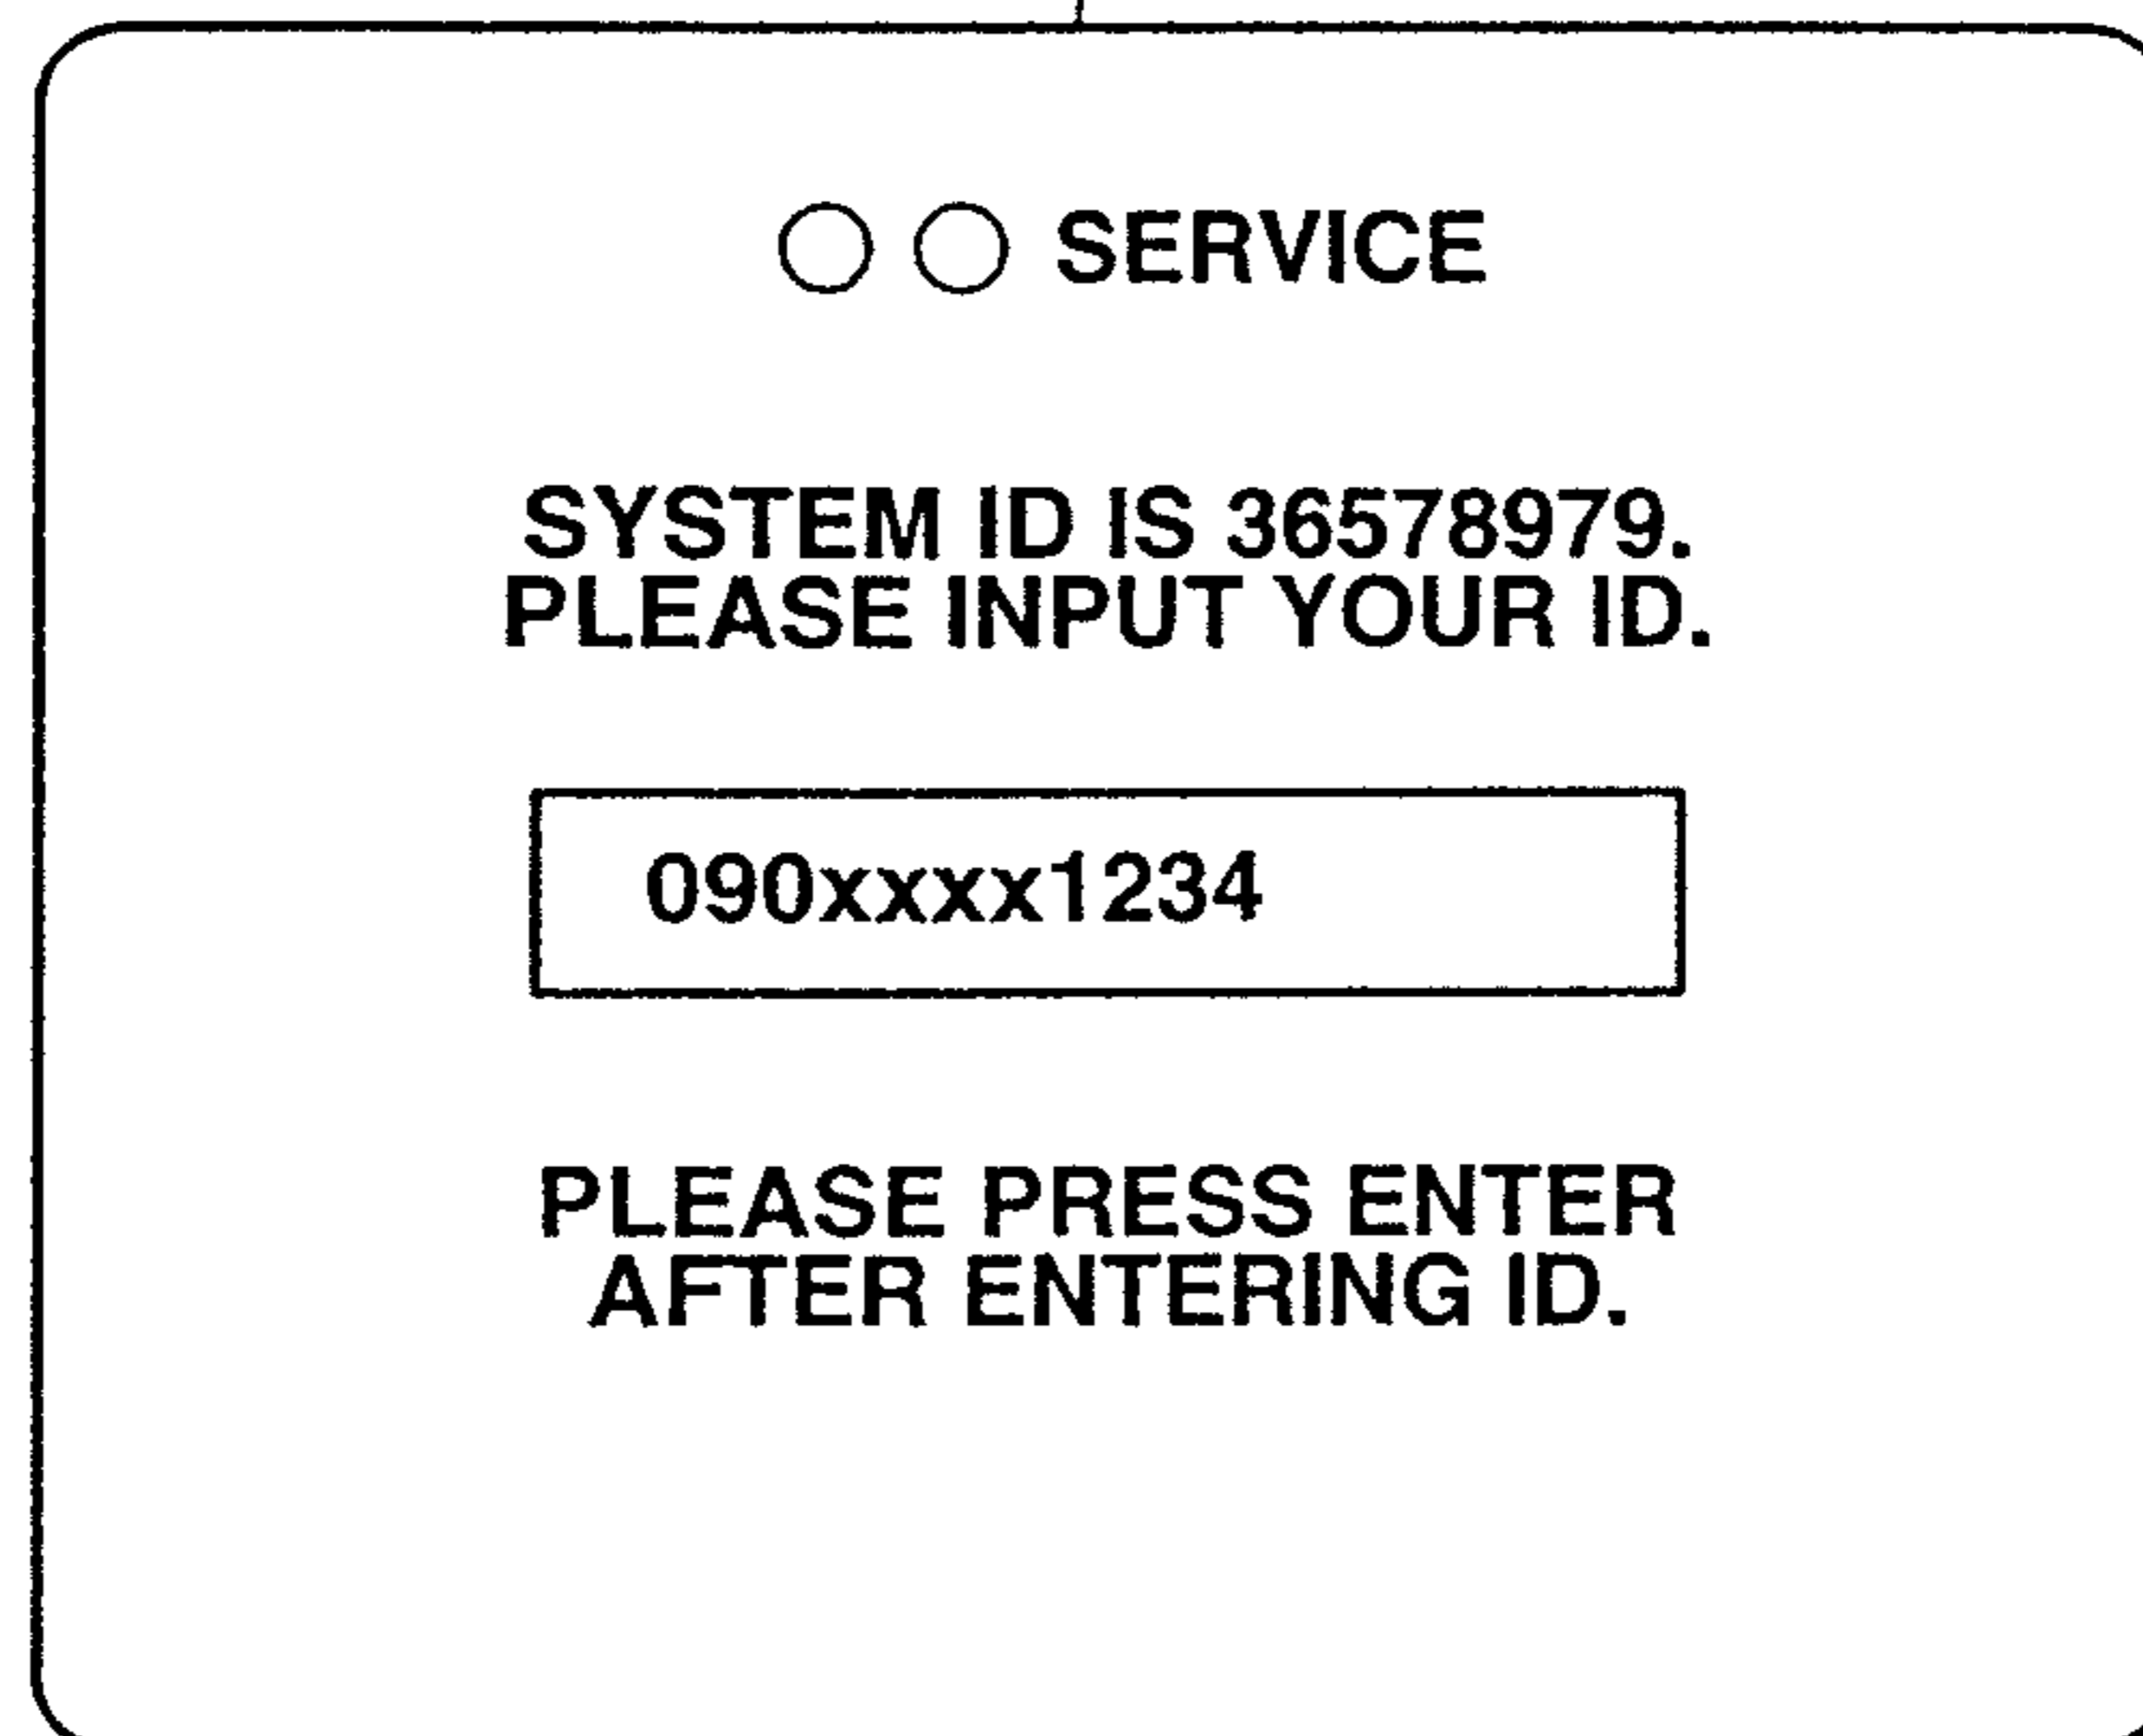 ○○ SERVICE
SYSTEM ID IS 36578979.
PLEASE INPUT YOUR ID.
090xxxx1234
PLEASE PRESS ENTER
AFTER ENTERING ID.